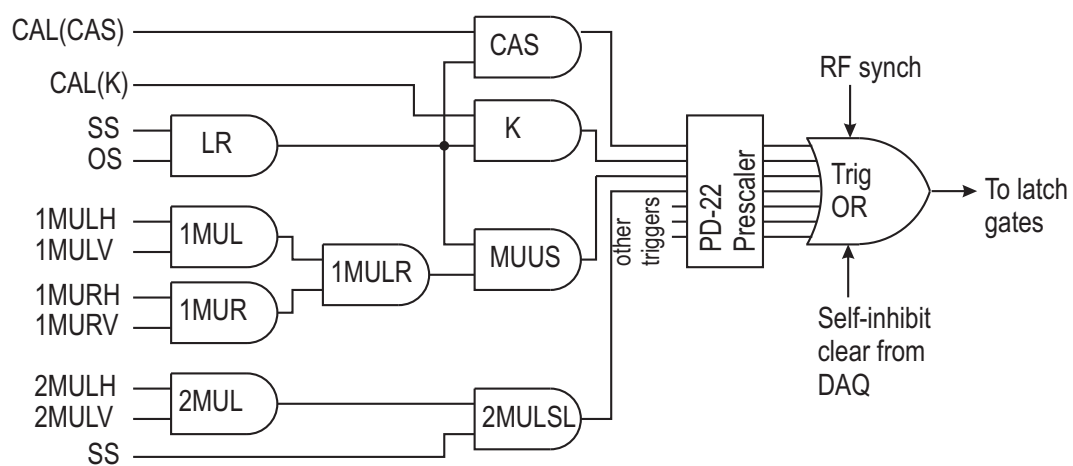 CAL(CAS)
CAS
CAL(K)
K
SS
OS
LR
1MULH
1MULV
1MUL
1MURH
1MURV
1MUR
1MULR
MUUS
2MULH
2MULV
2MUL
SS
2MULSL
other
triggers
PD-22
Prescaler
RF synch
Trig
OR
To latch
gates
Self-inhibit
clear from
DAQ